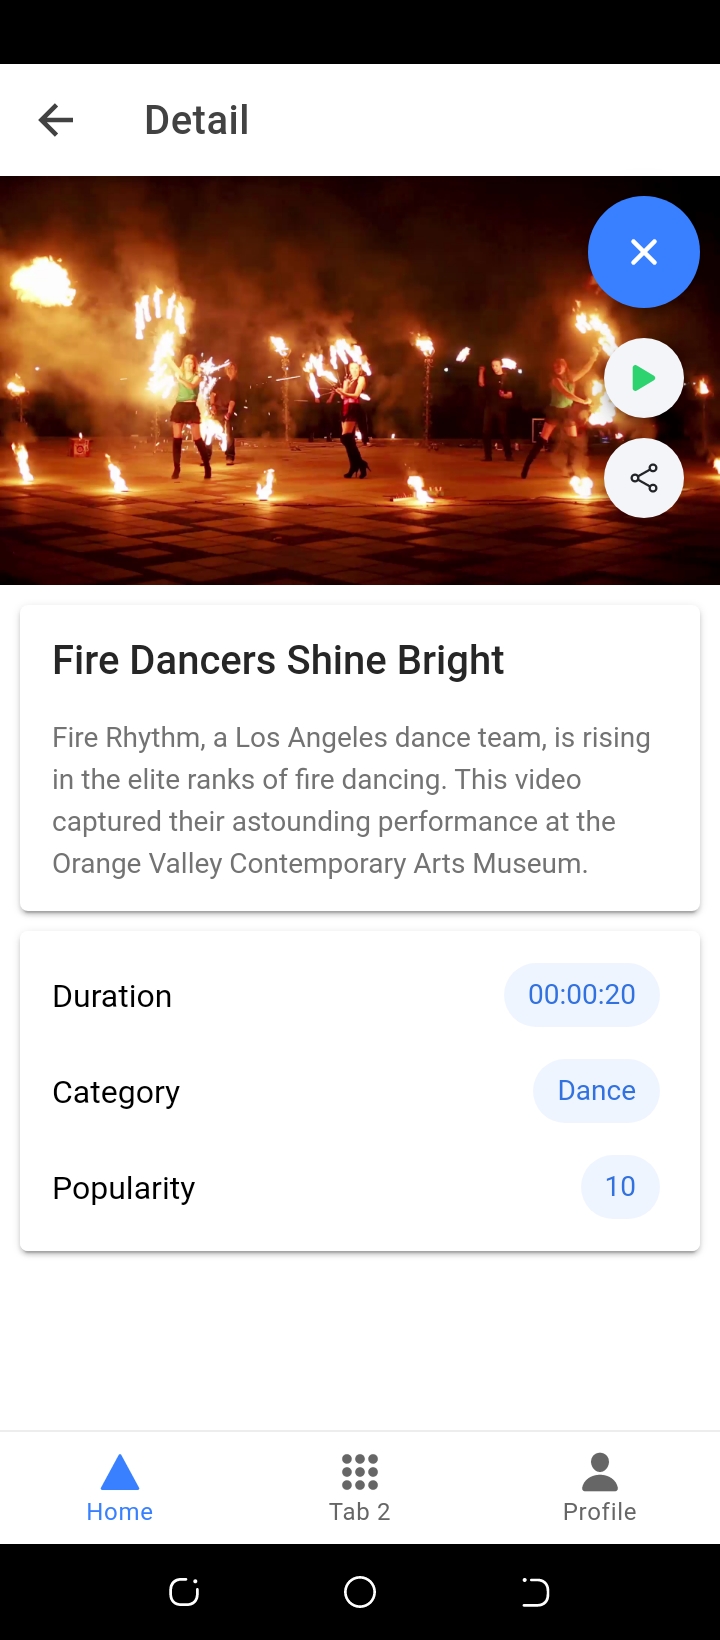 Detail
Fire Dancers Shine Bright
Fire Rhythm, a Los Angeles dance team, is rising
in the elite ranks of fire dancing. This video
captured their astounding performance at the
Orange Valley Contemporary Arts Museum.
Duration 00:00:20
Category Dance
Popularity 10
Home Tab 2 Profile